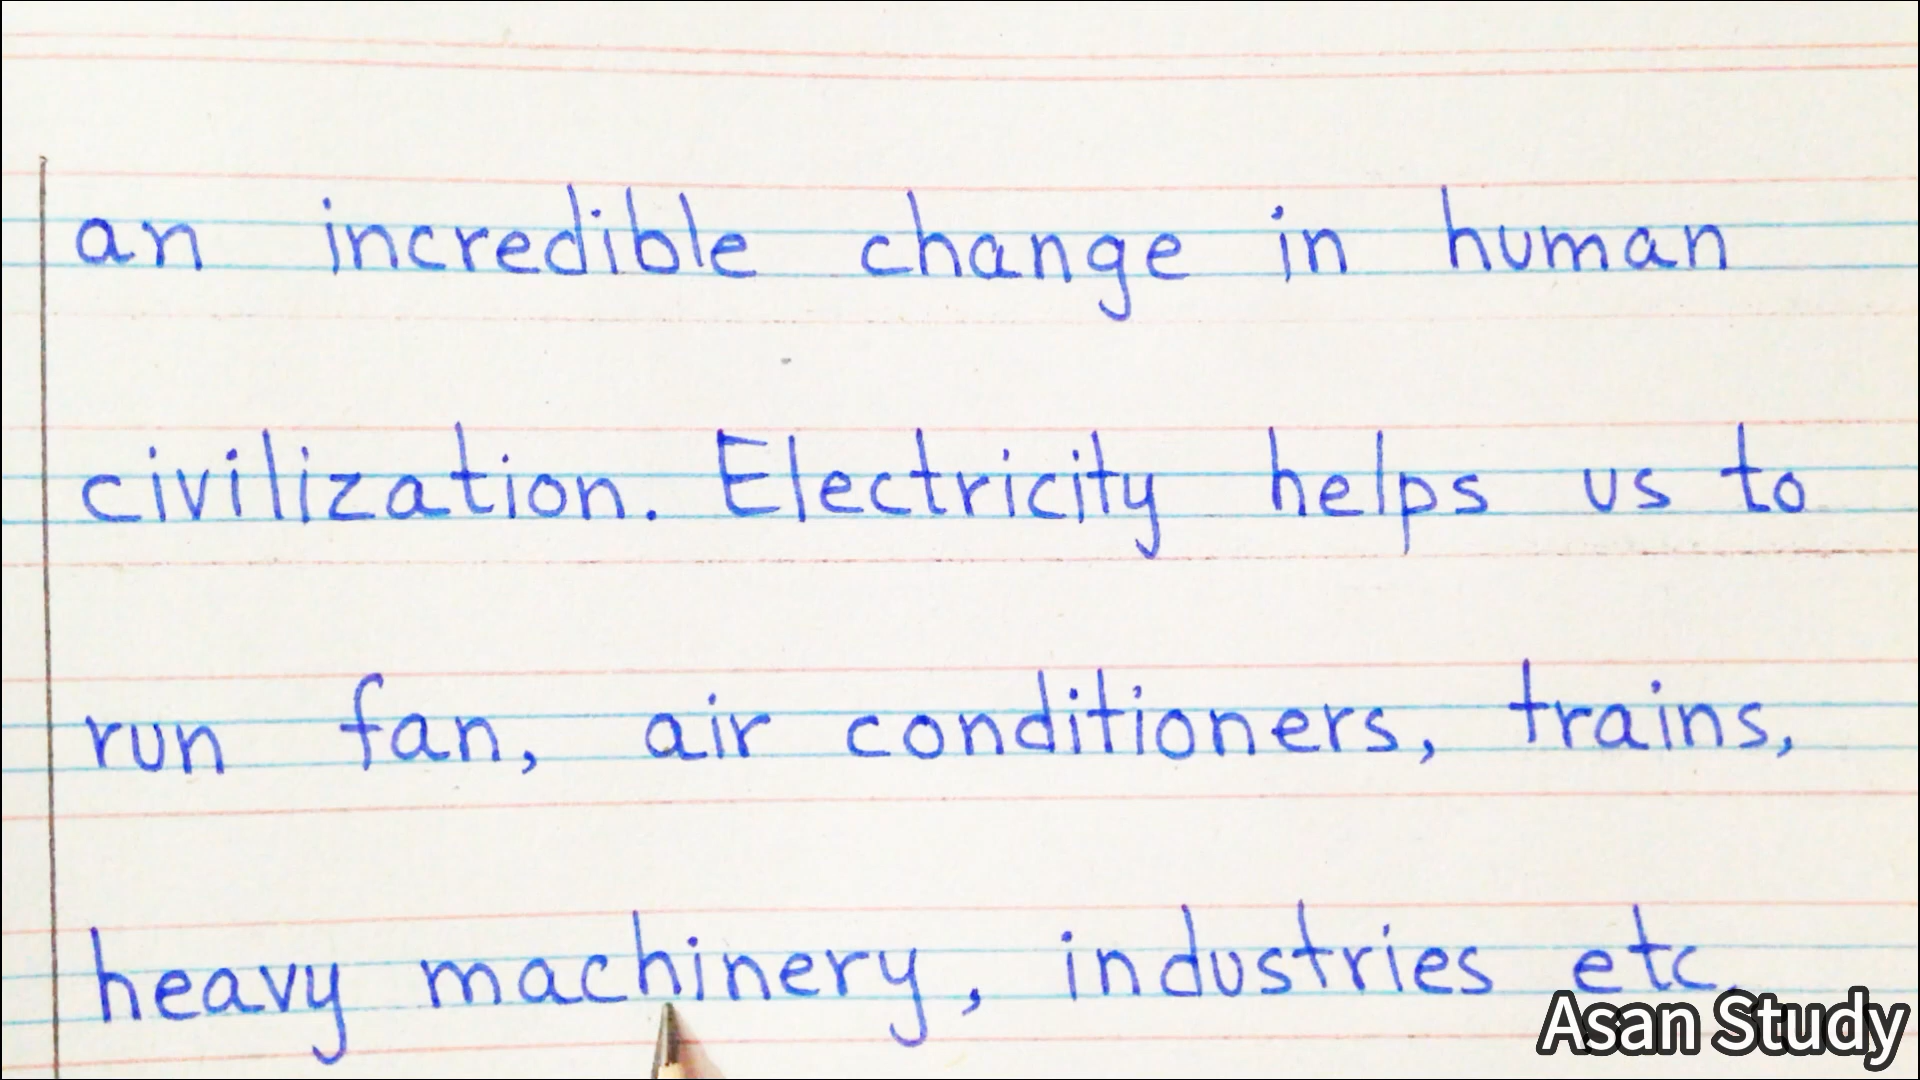 an incredible change in human
civilization. Electricity helps us to
run fan, air conditioners, trains,
heavy machinery, industries etc.
Asan Study